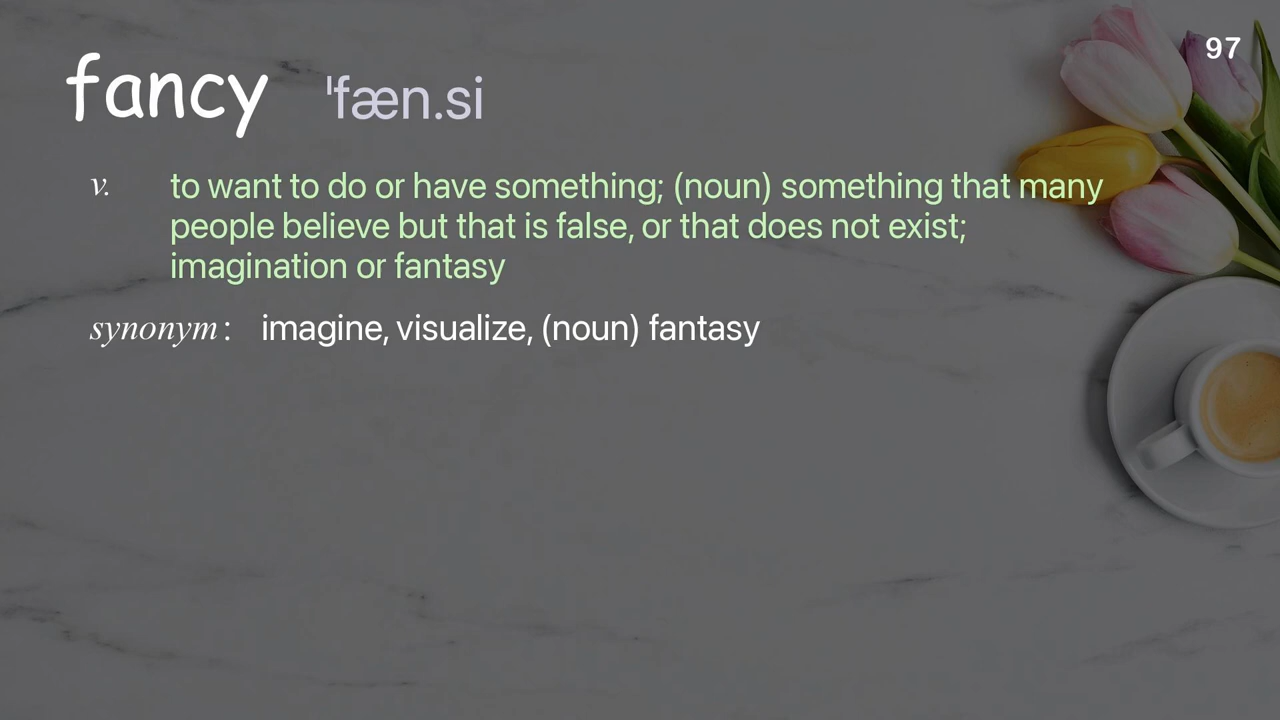 97
fancy ˈfæn.si
v. to want to do or have something; (noun) something that many
people believe but that is false, or that does not exist;
imagination or fantasy
synonym: imagine, visualize, (noun) fantasy